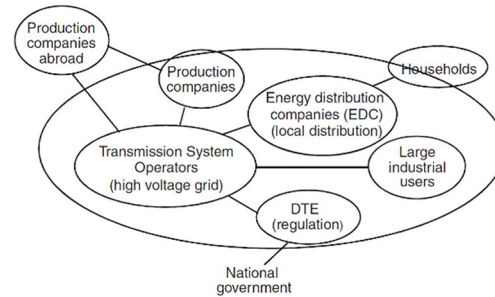 Production
companies
abroad
Production
companies
Households
Energy distribution
companies (EDC)
(local distribution)
Transmission System
Operators
(high voltage grid)
Large
industrial
users
DTE
(regulation)
National
government